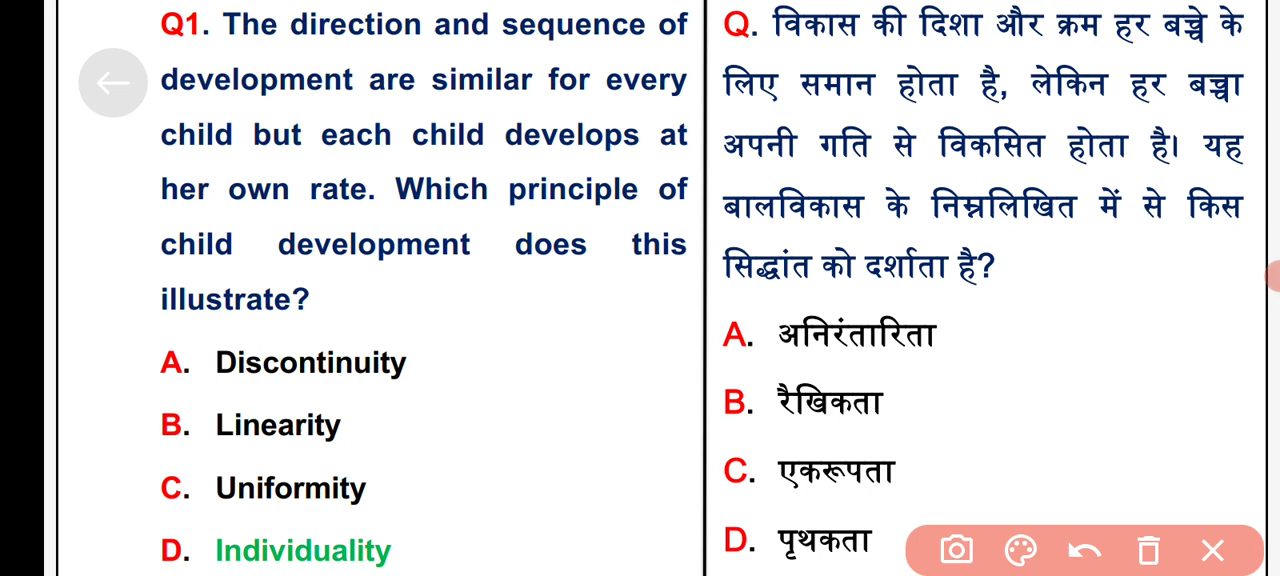 Q1. The direction and sequence of
development are similar for every
child but each child develops at
her own rate. Which principle of
child development does this
illustrate?
A. Discontinuity
B. Linearity
C. Uniformity
D. Individuality
Q. विकास की दिशा और क्रम हर बच्चे के
लिए समान होता है, लेकिन हर बच्चा
अपनी गति से विकसित होता है। यह
बालविकास के निम्नलिखित में से किस
सिद्धांत को दर्शाता है?
A. अनिरंतारिता
B. रैखिकता
C. एकरूपता
D. पृथकता